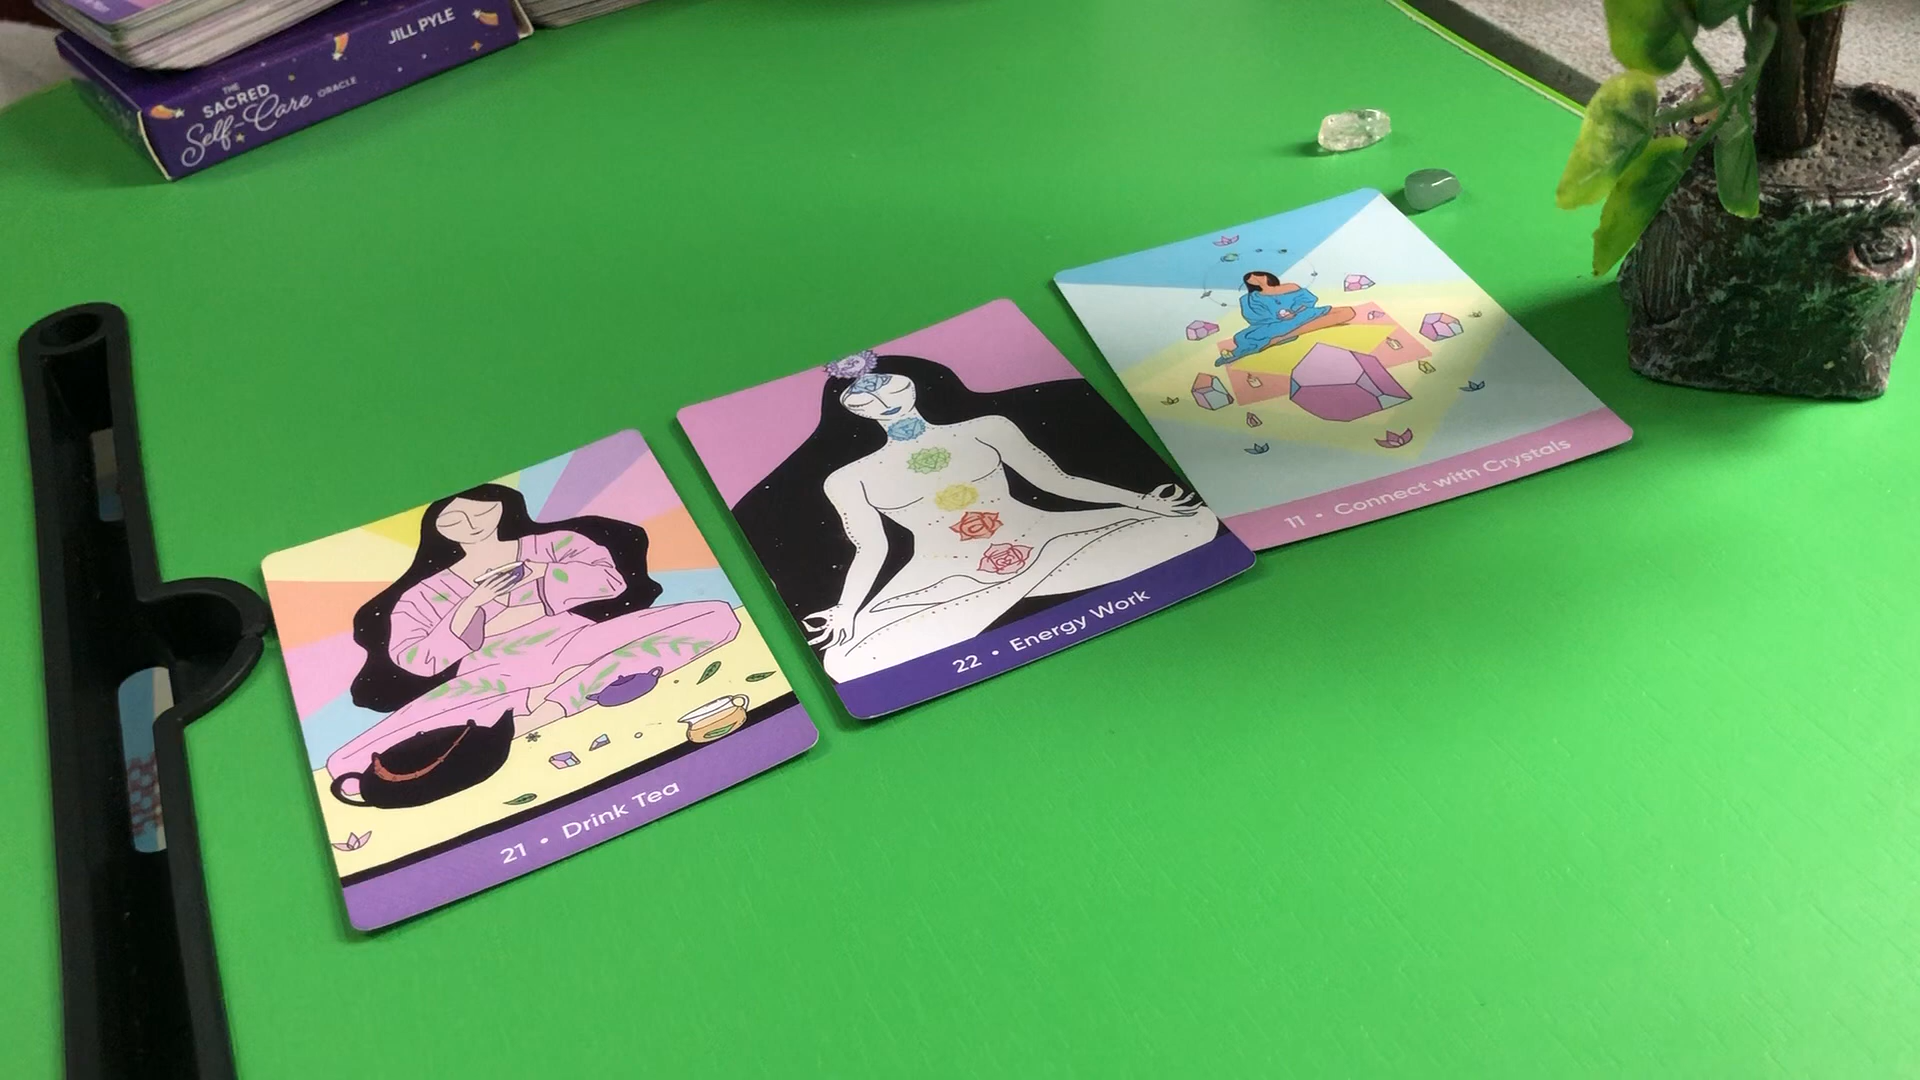 JILL PYLE
THE
SACRED
Self-Care ORACLE
11 • Connect with Crystals
22 • Energy Work
21 • Drink Tea